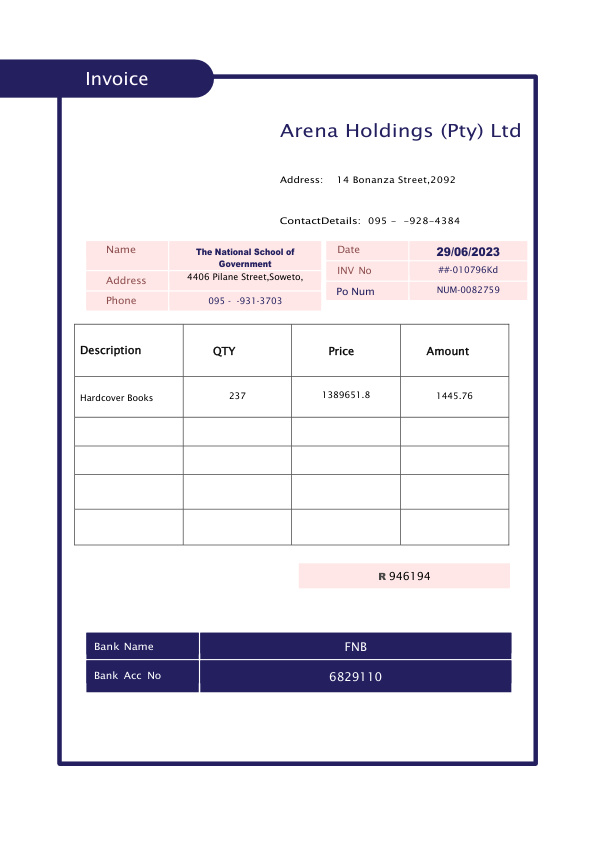 Invoice
Arena Holdings (Pty) Ltd
Address: 14 Bonanza Street,2092
ContactDetails: 095 - -928-4384
Name The National School of Government
Address 4406 Pilane Street,Soweto,
Phone 095 - -931-3703
Date 29/06/2023
INV No ##-010796Kd
Po Num NUM-0082759
Description QTY Price Amount
Hardcover Books 237 1389651.8 1445.76
R 946194
Bank Name FNB
Bank Acc No 6829110